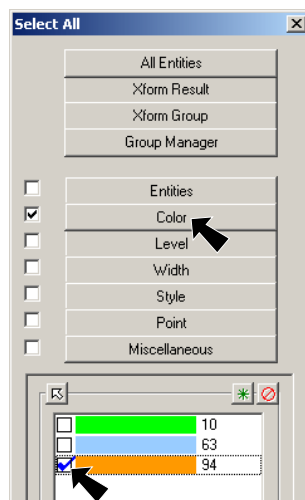 Select All
All Entities
Xform Result
Xform Group
Group Manager
Entities
Color
Level
Width
Style
Point
Miscellaneous
10
63
94